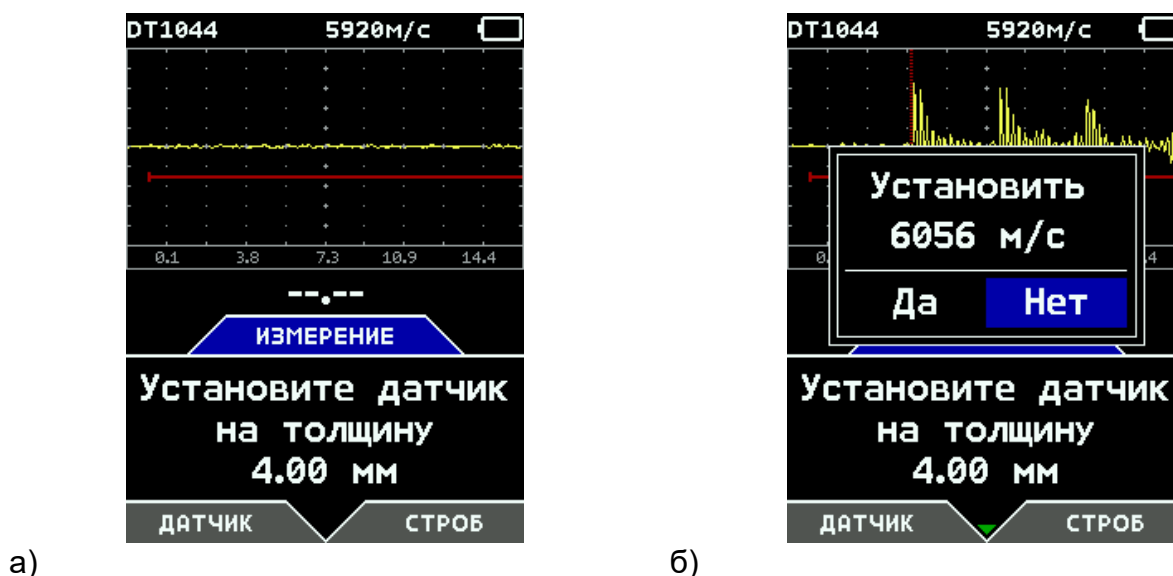 DT1044 5920м/с
0.1 3.8 7.3 10.9 14.4
--.--
ИЗМЕРЕНИЕ
Установите датчик
на толщину
4.00 мм
ДАТЧИК СТРОБ
а)
DT1044 5920м/с
Установить
6056 м/с
Да Нет
Установите датчик
на толщину
4.00 мм
ДАТЧИК СТРОБ
б)